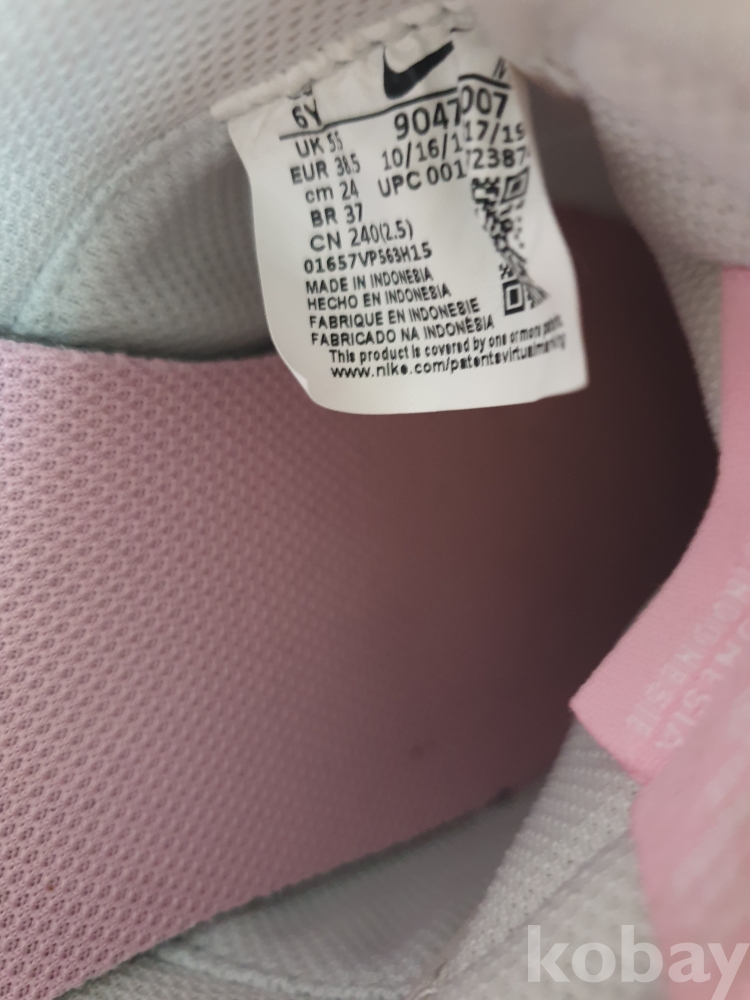 6Y
UK 5.5
EUR 38.5
cm 24
BR 37
CN 240(2.5)
9047 007
10/16/1 17/19
UPC 001 72387
01657VP563H15
MADE IN INDONESIA
HECHO EN INDONESIA
FABRIQUE EN INDONESIE
FABRICADO NA INDONÉSIA
This product is covered by one or more
www.nike.com/patentsvirtualmarking
kobay